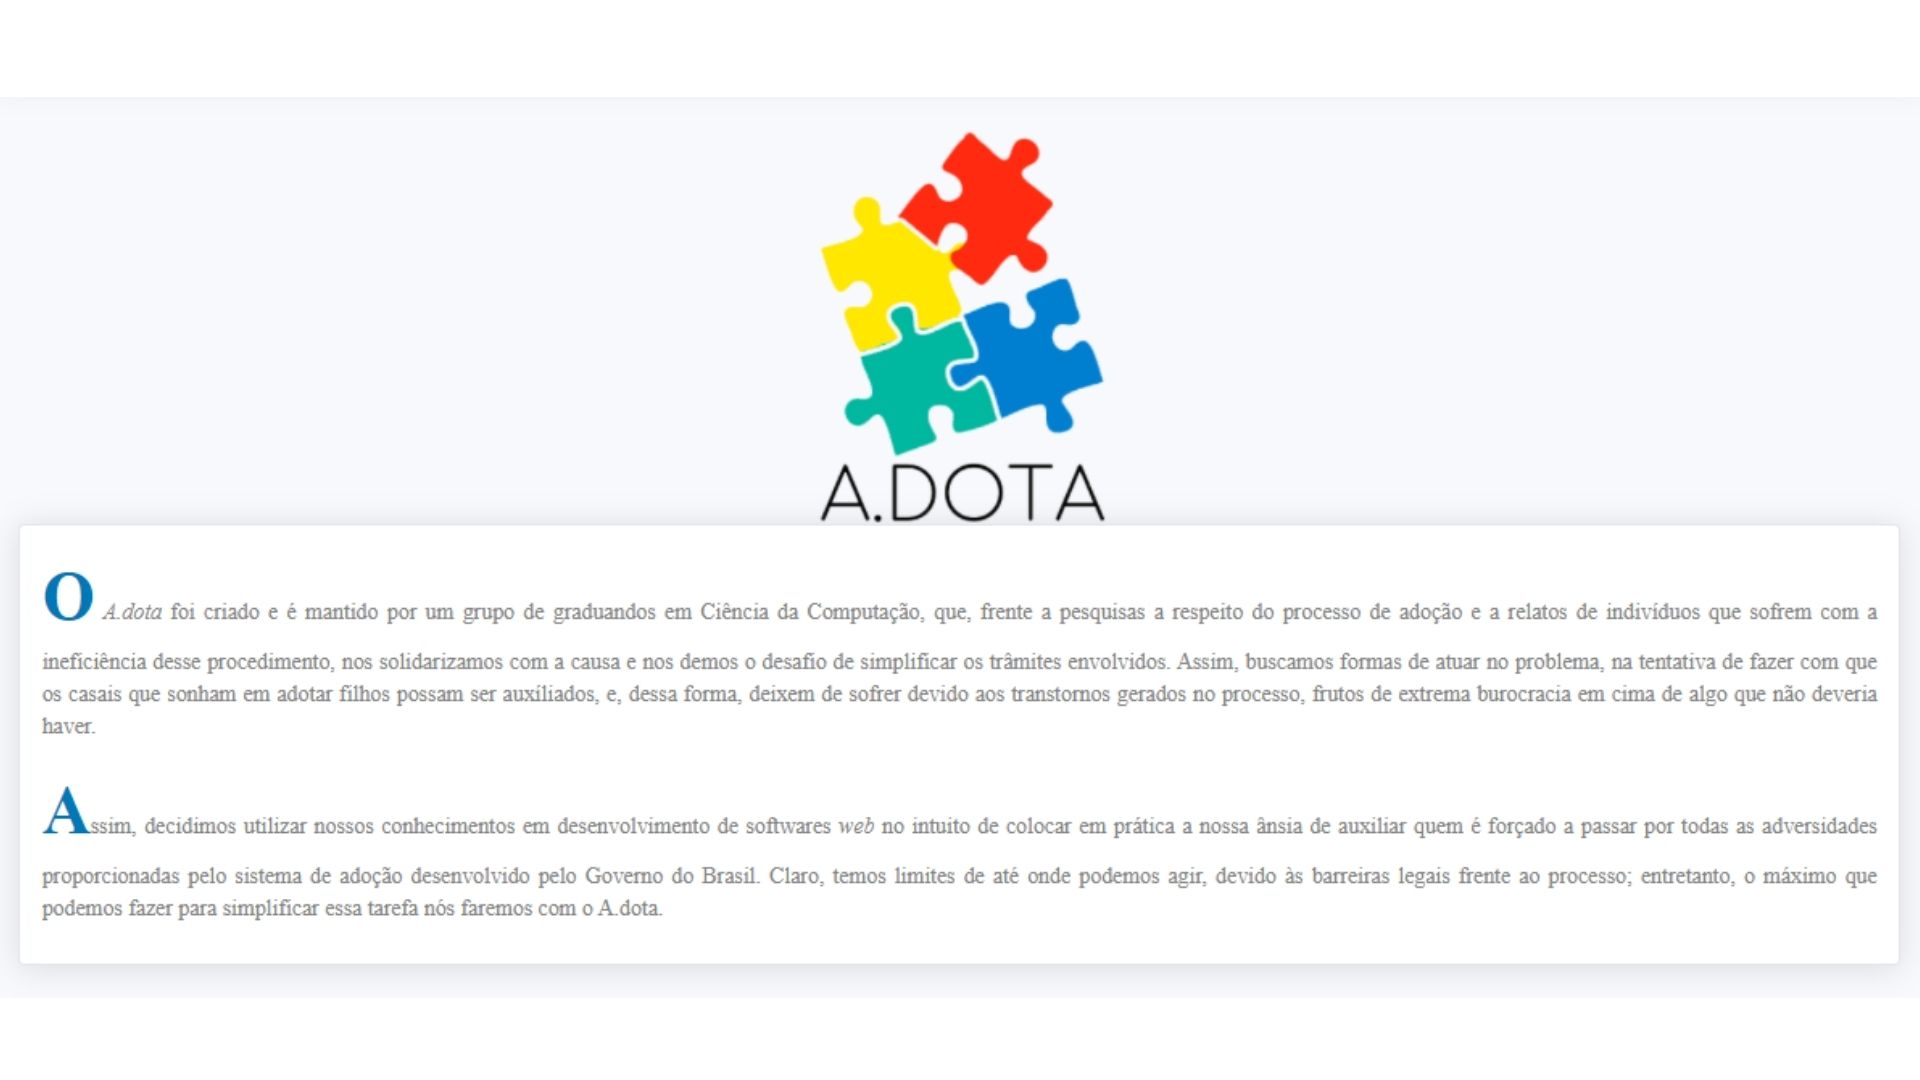 A.DOTA
O A.dota foi criado e é mantido por um grupo de graduandos em Ciência da Computação, que, frente a pesquisas a respeito do processo de adoção e a relatos de indivíduos que sofrem com a
ineficiência desse procedimento, nos solidarizamos com a causa e nos demos o desafio de simplificar os trâmites envolvidos. Assim, buscamos formas de atuar no problema, na tentativa de fazer com que
os casais que sonham em adotar filhos possam ser auxíliados, e, dessa forma, deixem de sofrer devido aos transtornos gerados no processo, frutos de extrema burocracia em cima de algo que não deveria
haver.
Assim, decidimos utilizar nossos conhecimentos em desenvolvimento de softwares web no intuito de colocar em prática a nossa ânsia de auxiliar quem é forçado a passar por todas as adversidades
proporcionadas pelo sistema de adoção desenvolvido pelo Governo do Brasil. Claro, temos limites de até onde podemos agir, devido às barreiras legais frente ao processo; entretanto, o máximo que
podemos fazer para simplificar essa tarefa nós faremos com o A.dota.